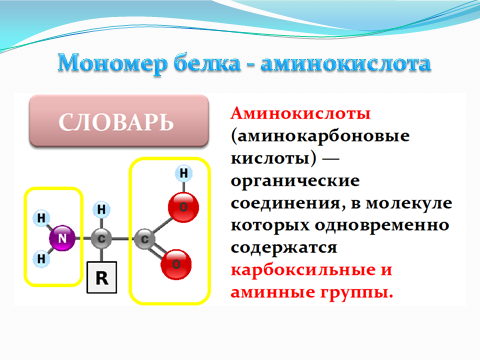 Мономер белка - аминокислота
СЛОВАРЬ
Аминокислоты
(аминокарбоновые
кислоты) —
органические
соединения, в молекуле
которых одновременно
содержатся
карбоксильные и
аминные группы.
H
H
H
O
H
N
C
C
H
R
O